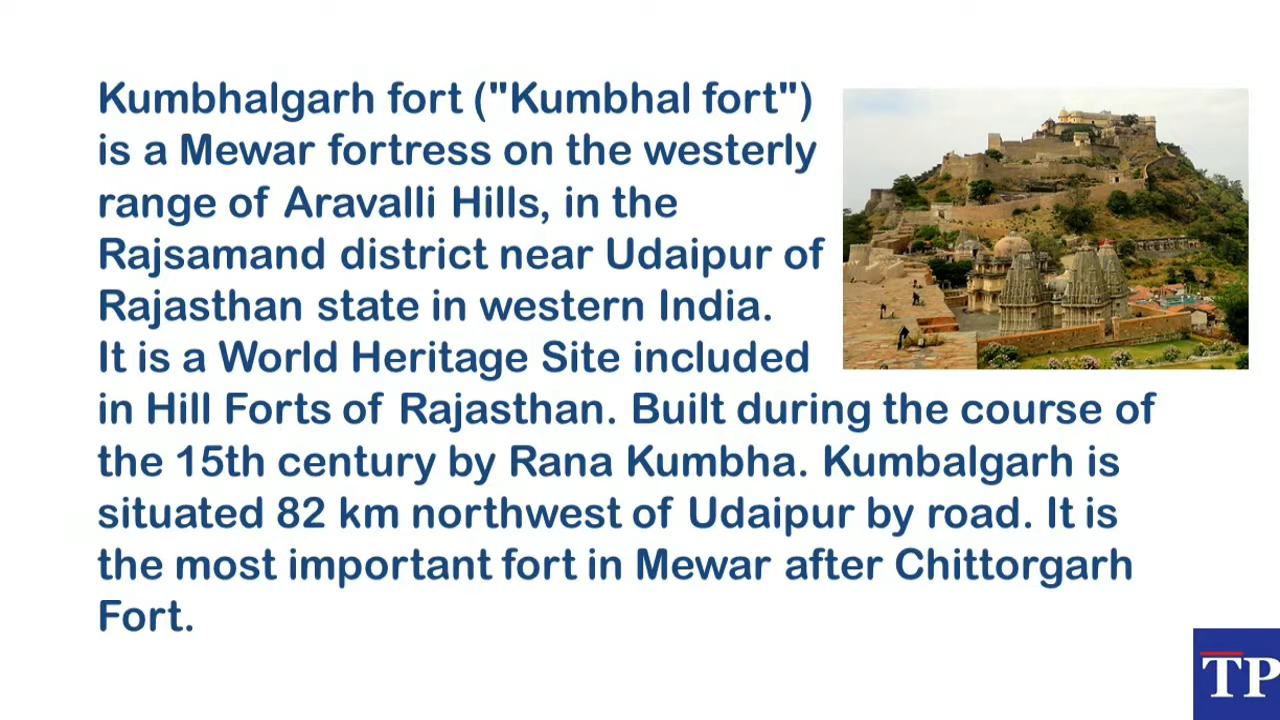 Kumbhalgarh fort ("Kumbhal fort")
is a Mewar fortress on the westerly
range of Aravalli Hills, in the
Rajsamand district near Udaipur of
Rajasthan state in western India.
It is a World Heritage Site included
in Hill Forts of Rajasthan. Built during the course of
the 15th century by Rana Kumbha. Kumbalgarh is
situated 82 km northwest of Udaipur by road. It is
the most important fort in Mewar after Chittorgarh
Fort.
TP